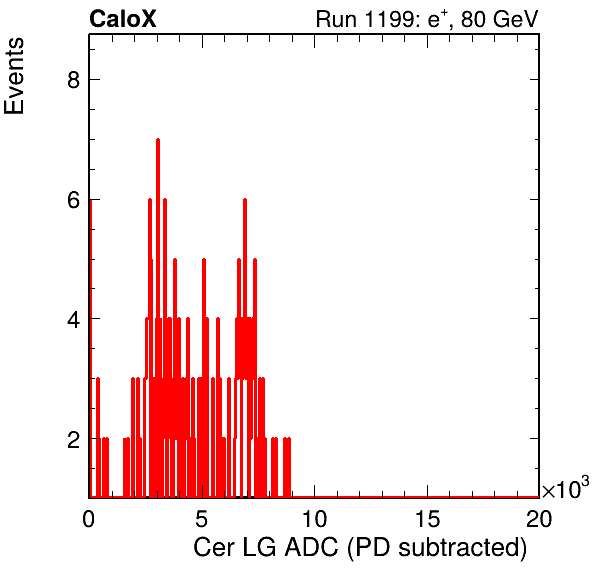 CaloX Run 1199: e+, 80 GeV
Events
8
6
4
2
0 5 10 15 20
×10³
Cer LG ADC (PD subtracted)